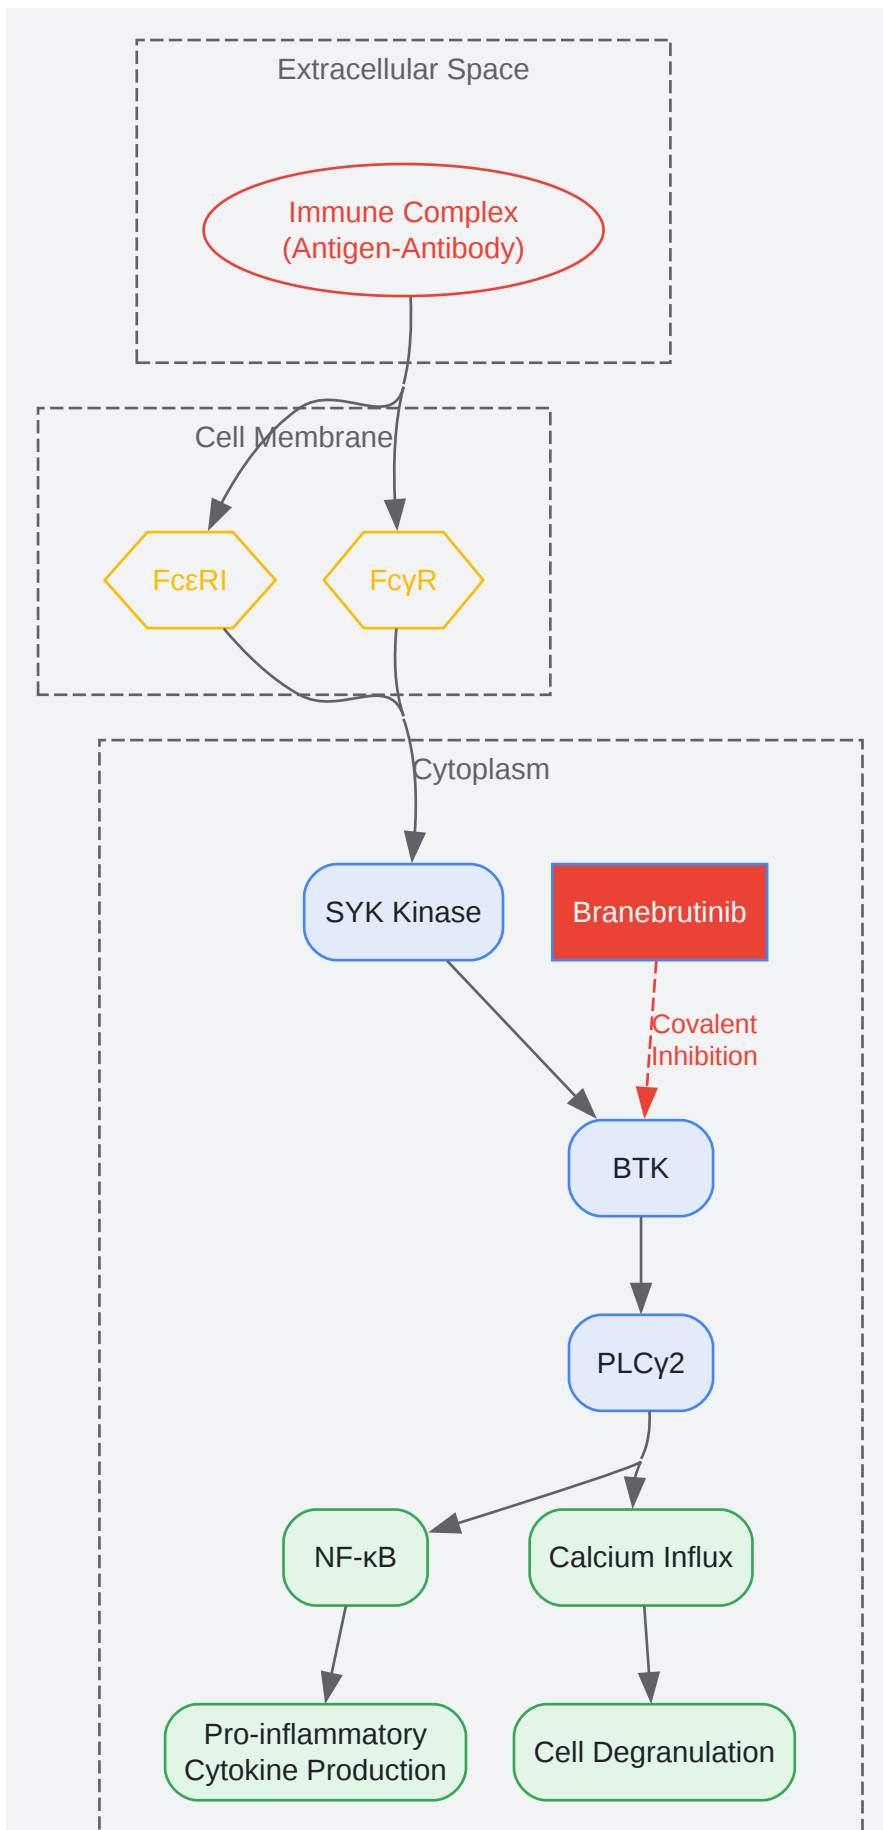 Extracellular Space
Immune Complex
(Antigen-Antibody)
Cell Membrane
FcεRI
FcγR
Cytoplasm
SYK Kinase
Branebrutinib
Covalent
Inhibition
BTK
PLCγ2
NF-κB
Calcium Influx
Pro-inflammatory
Cytokine Production
Cell Degranulation